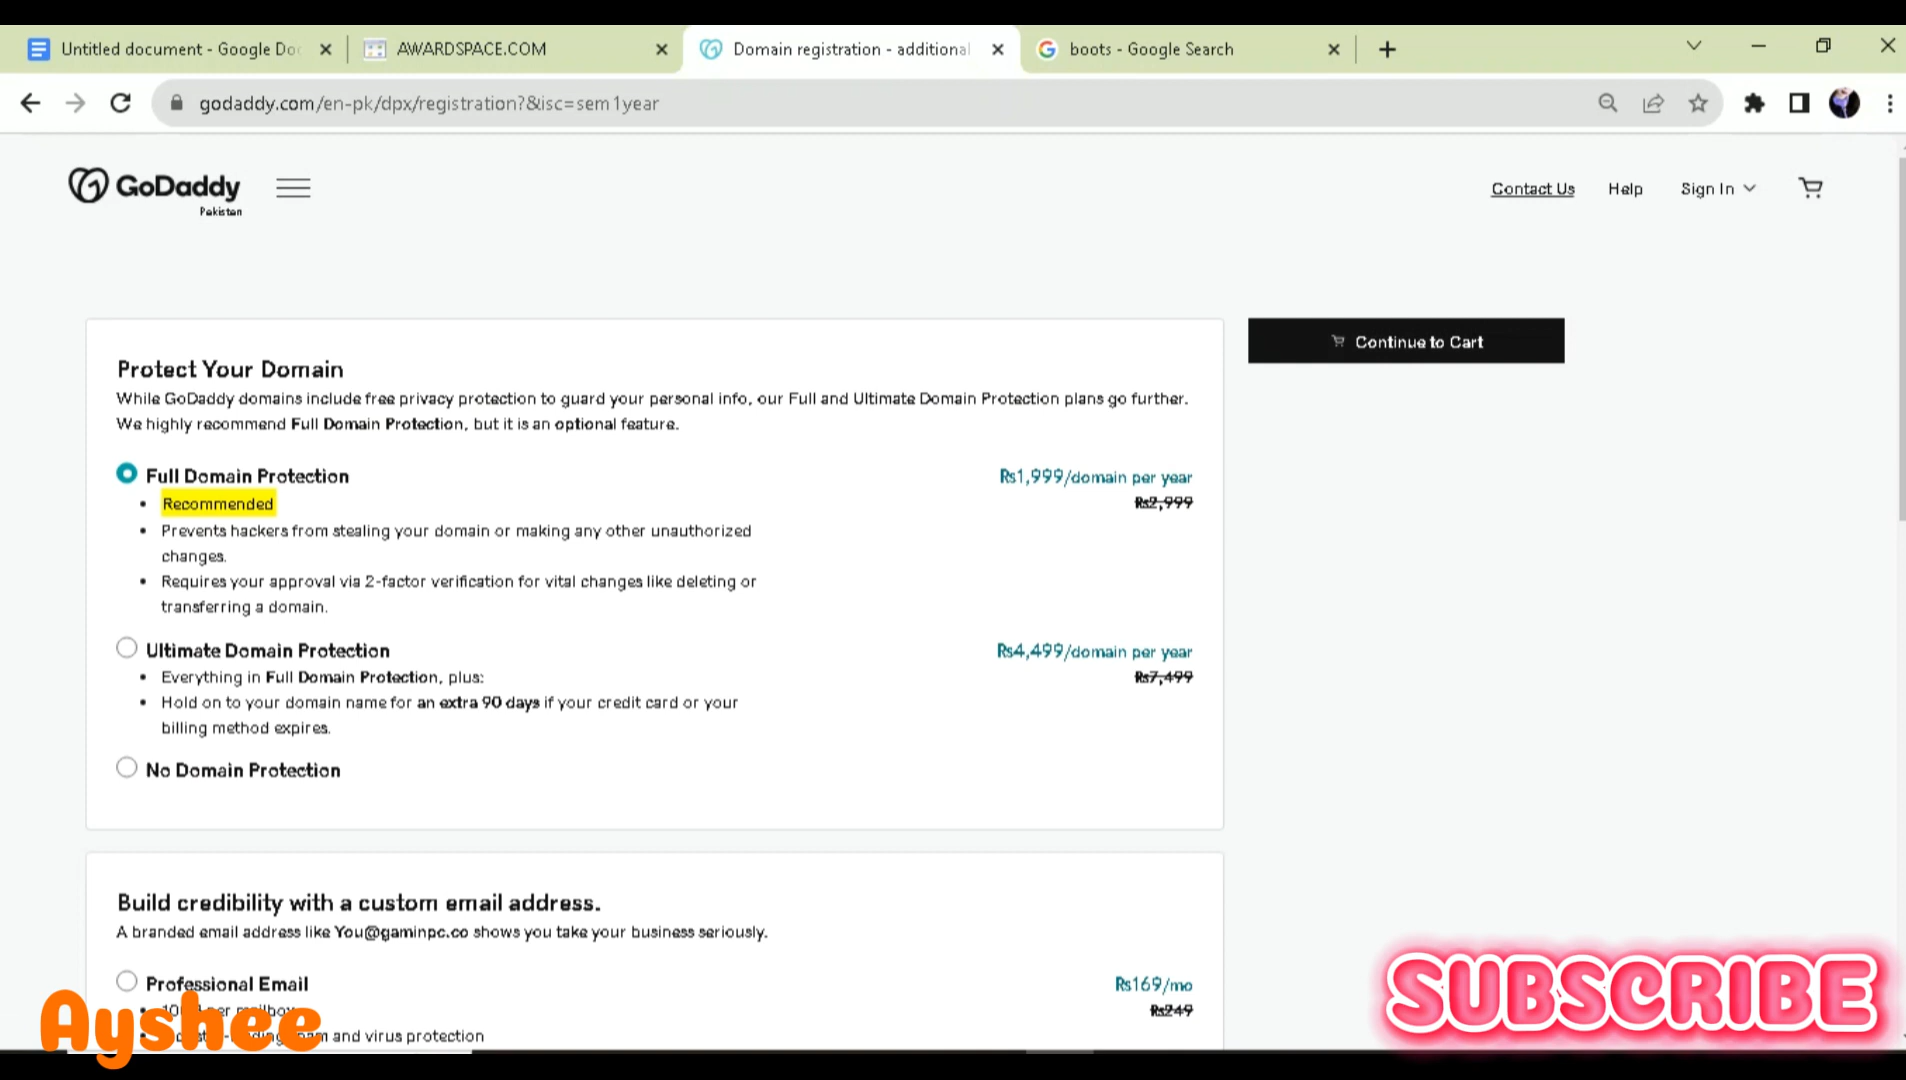 Untitled document - Google Do
AWARDSPACE.COM
Domain registration - additional
boots - Google Search
godaddy.com/en-pk/dpx/registration?&isc=sem1year
GoDaddy
Pakistan
Contact Us
Help
Sign In
Continue to Cart
Protect Your Domain
While GoDaddy domains include free privacy protection to guard your personal info, our Full and Ultimate Domain Protection plans go further.
We highly recommend Full Domain Protection, but it is an optional feature.
Full Domain Protection
Rs1,999/domain per year
• Recommended
Rs2,999
• Prevents hackers from stealing your domain or making any other unauthorized
changes.
• Requires your approval via 2-factor verification for vital changes like deleting or
transferring a domain.
Ultimate Domain Protection
Rs4,499/domain per year
• Everything in Full Domain Protection, plus:
Rs7,499
• Hold on to your domain name for an extra 90 days if your credit card or your
billing method expires.
No Domain Protection
Build credibility with a custom email address.
A branded email address like You@gaminpc.co shows you take your business seriously.
Professional Email
Rs169/mo
Rs249
and virus protection
Ayshee
SUBSCRIBE